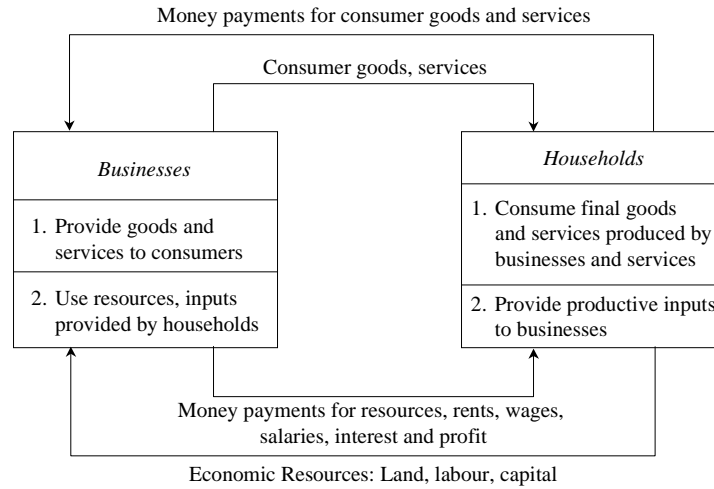 Money payments for consumer goods and services
Consumer goods, services
Businesses
1. Provide goods and
services to consumers
2. Use resources, inputs
provided by households
Households
1. Consume final goods
and services produced by
businesses and services
2. Provide productive inputs
to businesses
Money payments for resources, rents, wages,
salaries, interest and profit
Economic Resources: Land, labour, capital